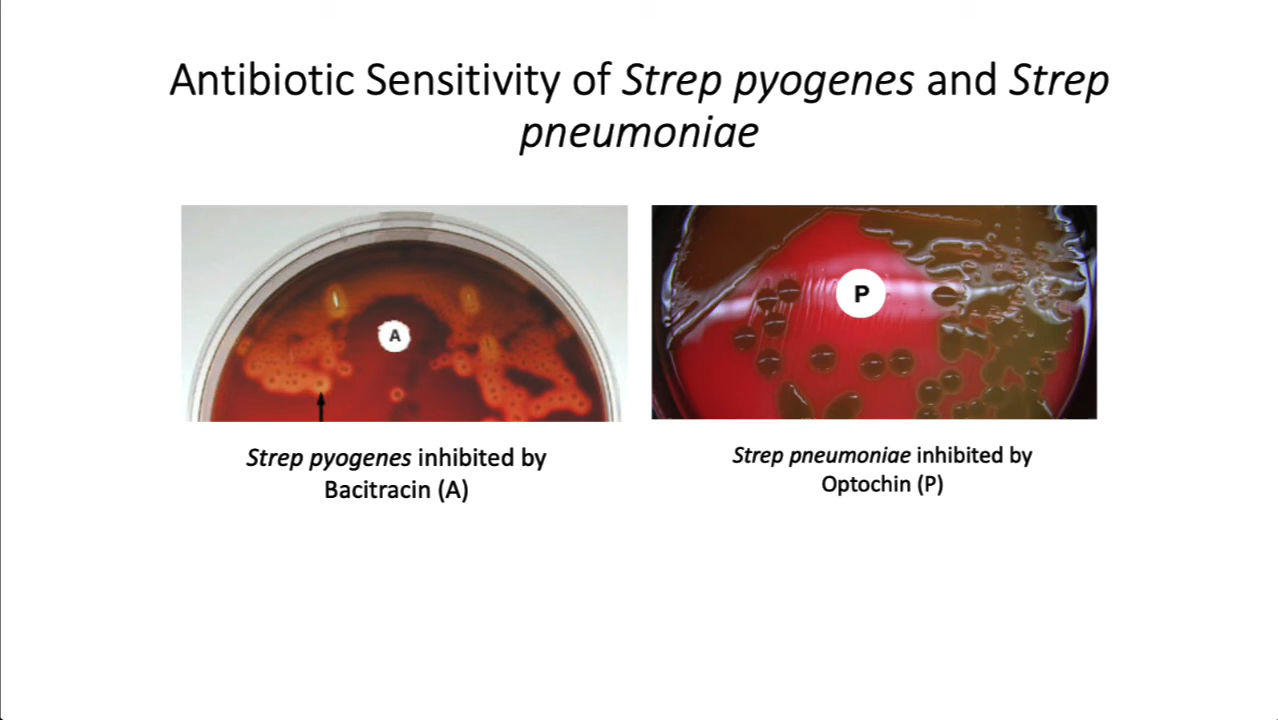 Antibiotic Sensitivity of Strep pyogenes and Strep
pneumoniae
A
P
Strep pyogenes inhibited by
Bacitracin (A)
Strep pneumoniae inhibited by
Optochin (P)